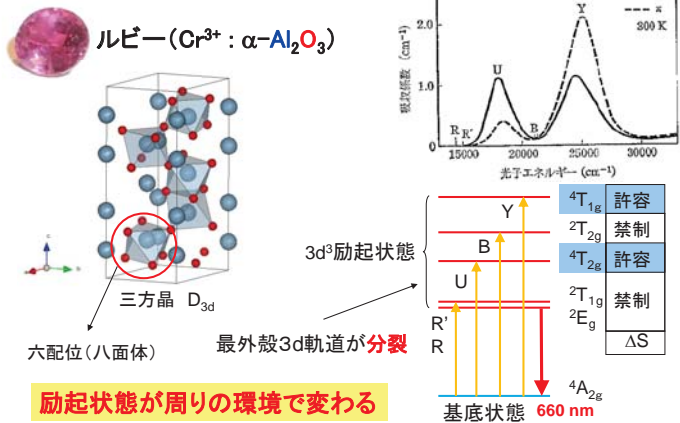 ルビー(Cr³⁺ : α-Al₂O₃)
π
300 K
2.0
1.0
0
吸収係数 (cm⁻¹)
U
Y
R R'
B
15000
20000
25000
30000
光子エネルギー (cm⁻¹)
c
a
b
三方晶 D₃d
六配位(八面体)
3d³励起状態
最外殻3d軌道が分裂
Y
B
U
R'
R
⁴T₁g 許容
²T₂g 禁制
⁴T₂g 許容
²T₁g 禁制
²Eg
ΔS
⁴A₂g
基底状態 660 nm
励起状態が周りの環境で変わる